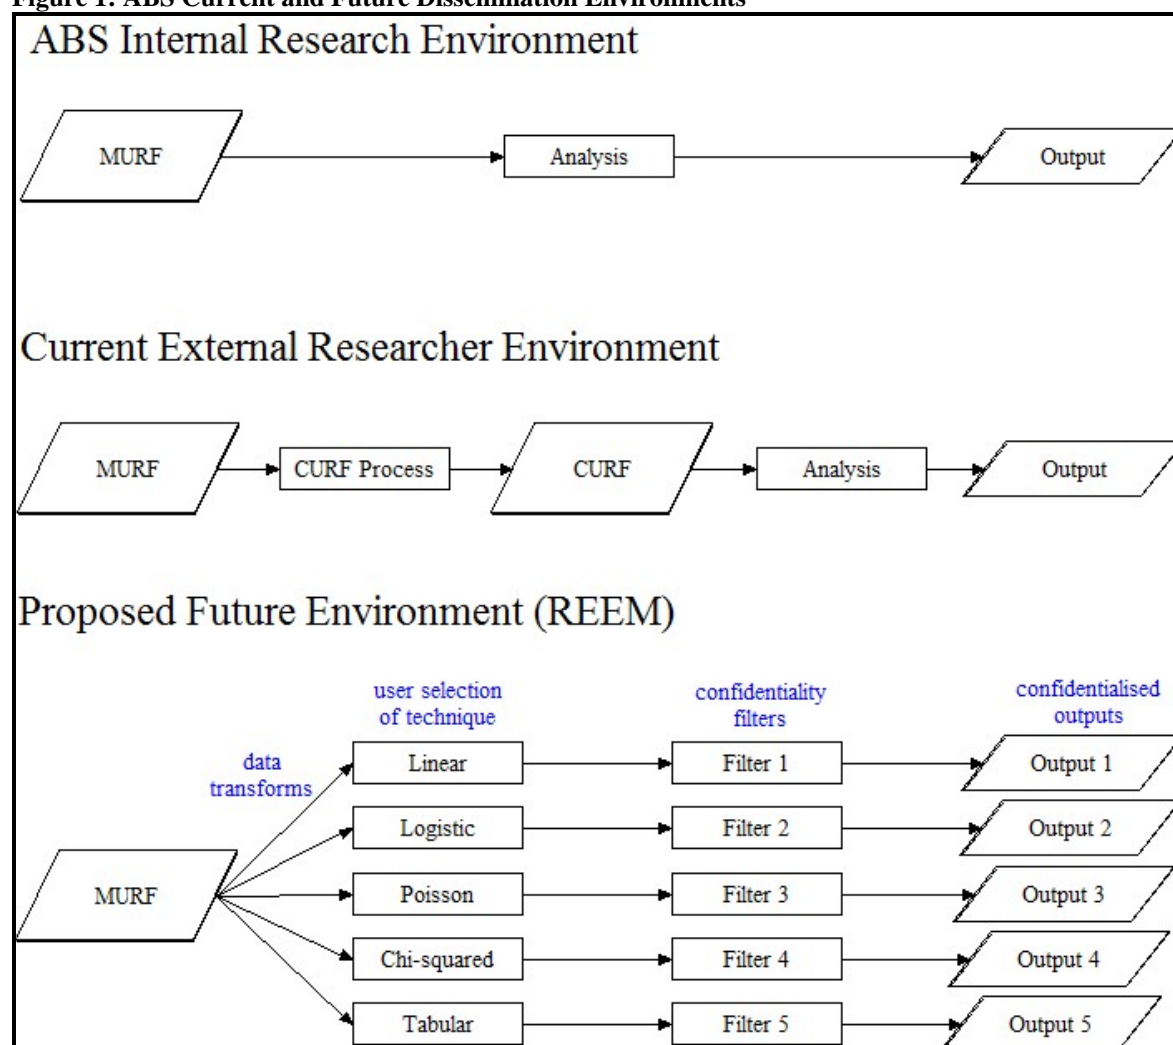 Figure 1: ABS Current and Future Dissemination Environments
ABS Internal Research Environment
MURF
Analysis
Output
Current External Researcher Environment
MURF
CURF Process
CURF
Analysis
Output
Proposed Future Environment (REEM)
user selection
of technique
confidentiality
filters
confidentialised
outputs
data
transforms
Linear
Filter 1
Output 1
Logistic
Filter 2
Output 2
MURF
Poisson
Filter 3
Output 3
Chi-squared
Filter 4
Output 4
Tabular
Filter 5
Output 5